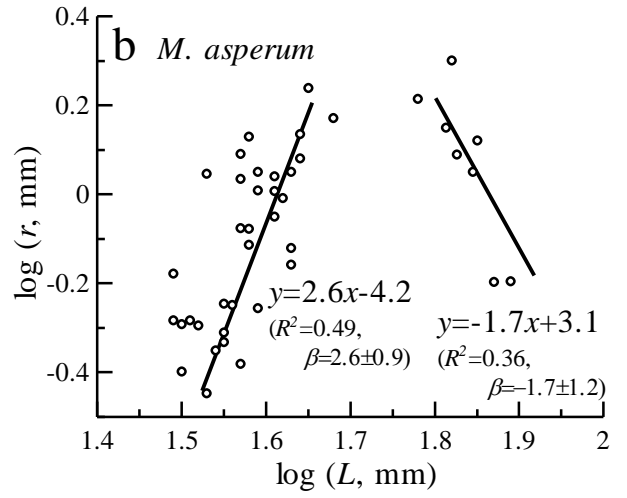 b M. asperum
log (r, mm)
0.4
0.2
0
-0.2
-0.4
y=2.6x-4.2
(R²=0.49,
β=2.6±0.9)
y=-1.7x+3.1
(R²=0.36,
β=-1.7±1.2)
1.4 1.5 1.6 1.7 1.8 1.9 2
log (L, mm)